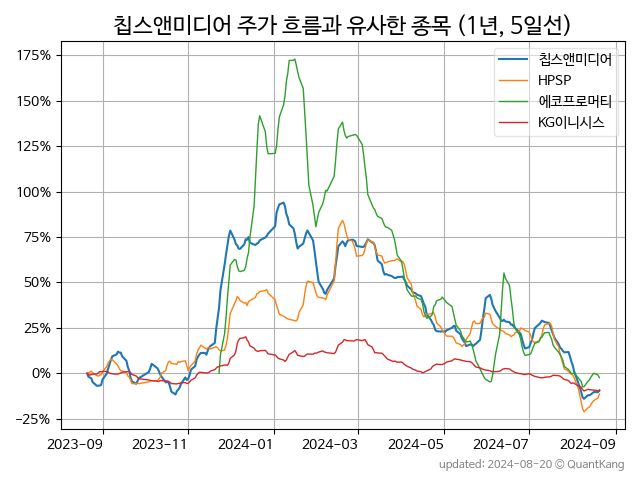 칩스앤미디어 주가 흐름과 유사한 종목 (1년, 5일선)
칩스앤미디어
HPSP
에코프로머티
KG이니시스
175%
150%
125%
100%
75%
50%
25%
0%
−25%
2023-09 2023-11 2024-01 2024-03 2024-05 2024-07 2024-09
updated: 2024-08-20 © QuantKang